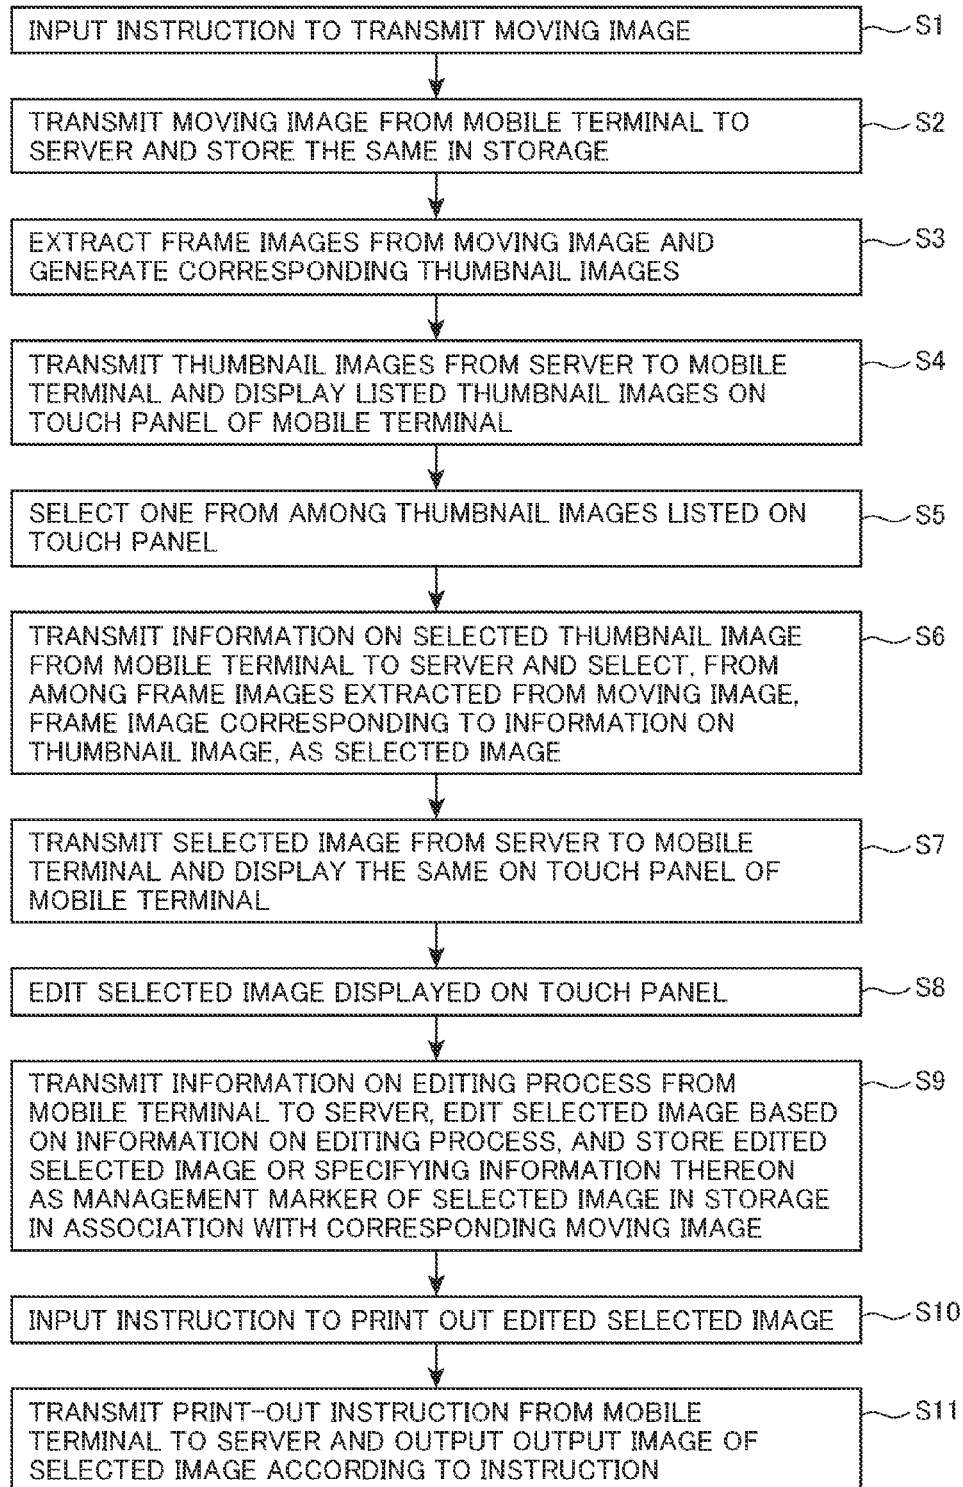 INPUT INSTRUCTION TO TRANSMIT MOVING IMAGE S1
TRANSMIT MOVING IMAGE FROM MOBILE TERMINAL TO S2
SERVER AND STORE THE SAME IN STORAGE
EXTRACT FRAME IMAGES FROM MOVING IMAGE AND S3
GENERATE CORRESPONDING THUMBNAIL IMAGES
TRANSMIT THUMBNAIL IMAGES FROM SERVER TO MOBILE S4
TERMINAL AND DISPLAY LISTED THUMBNAIL IMAGES ON
TOUCH PANEL OF MOBILE TERMINAL
SELECT ONE FROM AMONG THUMBNAIL IMAGES LISTED ON S5
TOUCH PANEL
TRANSMIT INFORMATION ON SELECTED THUMBNAIL IMAGE S6
FROM MOBILE TERMINAL TO SERVER AND SELECT, FROM
AMONG FRAME IMAGES EXTRACTED FROM MOVING IMAGE,
FRAME IMAGE CORRESPONDING TO INFORMATION ON
THUMBNAIL IMAGE, AS SELECTED IMAGE
TRANSMIT SELECTED IMAGE FROM SERVER TO MOBILE S7
TERMINAL AND DISPLAY THE SAME ON TOUCH PANEL OF
MOBILE TERMINAL
EDIT SELECTED IMAGE DISPLAYED ON TOUCH PANEL S8
TRANSMIT INFORMATION ON EDITING PROCESS FROM S9
MOBILE TERMINAL TO SERVER, EDIT SELECTED IMAGE BASED
ON INFORMATION ON EDITING PROCESS, AND STORE EDITED
SELECTED IMAGE OR SPECIFYING INFORMATION THEREON
AS MANAGEMENT MARKER OF SELECTED IMAGE IN STORAGE
IN ASSOCIATION WITH CORRESPONDING MOVING IMAGE
INPUT INSTRUCTION TO PRINT OUT EDITED SELECTED IMAGE S10
TRANSMIT PRINT-OUT INSTRUCTION FROM MOBILE S11
TERMINAL TO SERVER AND OUTPUT OUTPUT IMAGE OF
SELECTED IMAGE ACCORDING TO INSTRUCTION